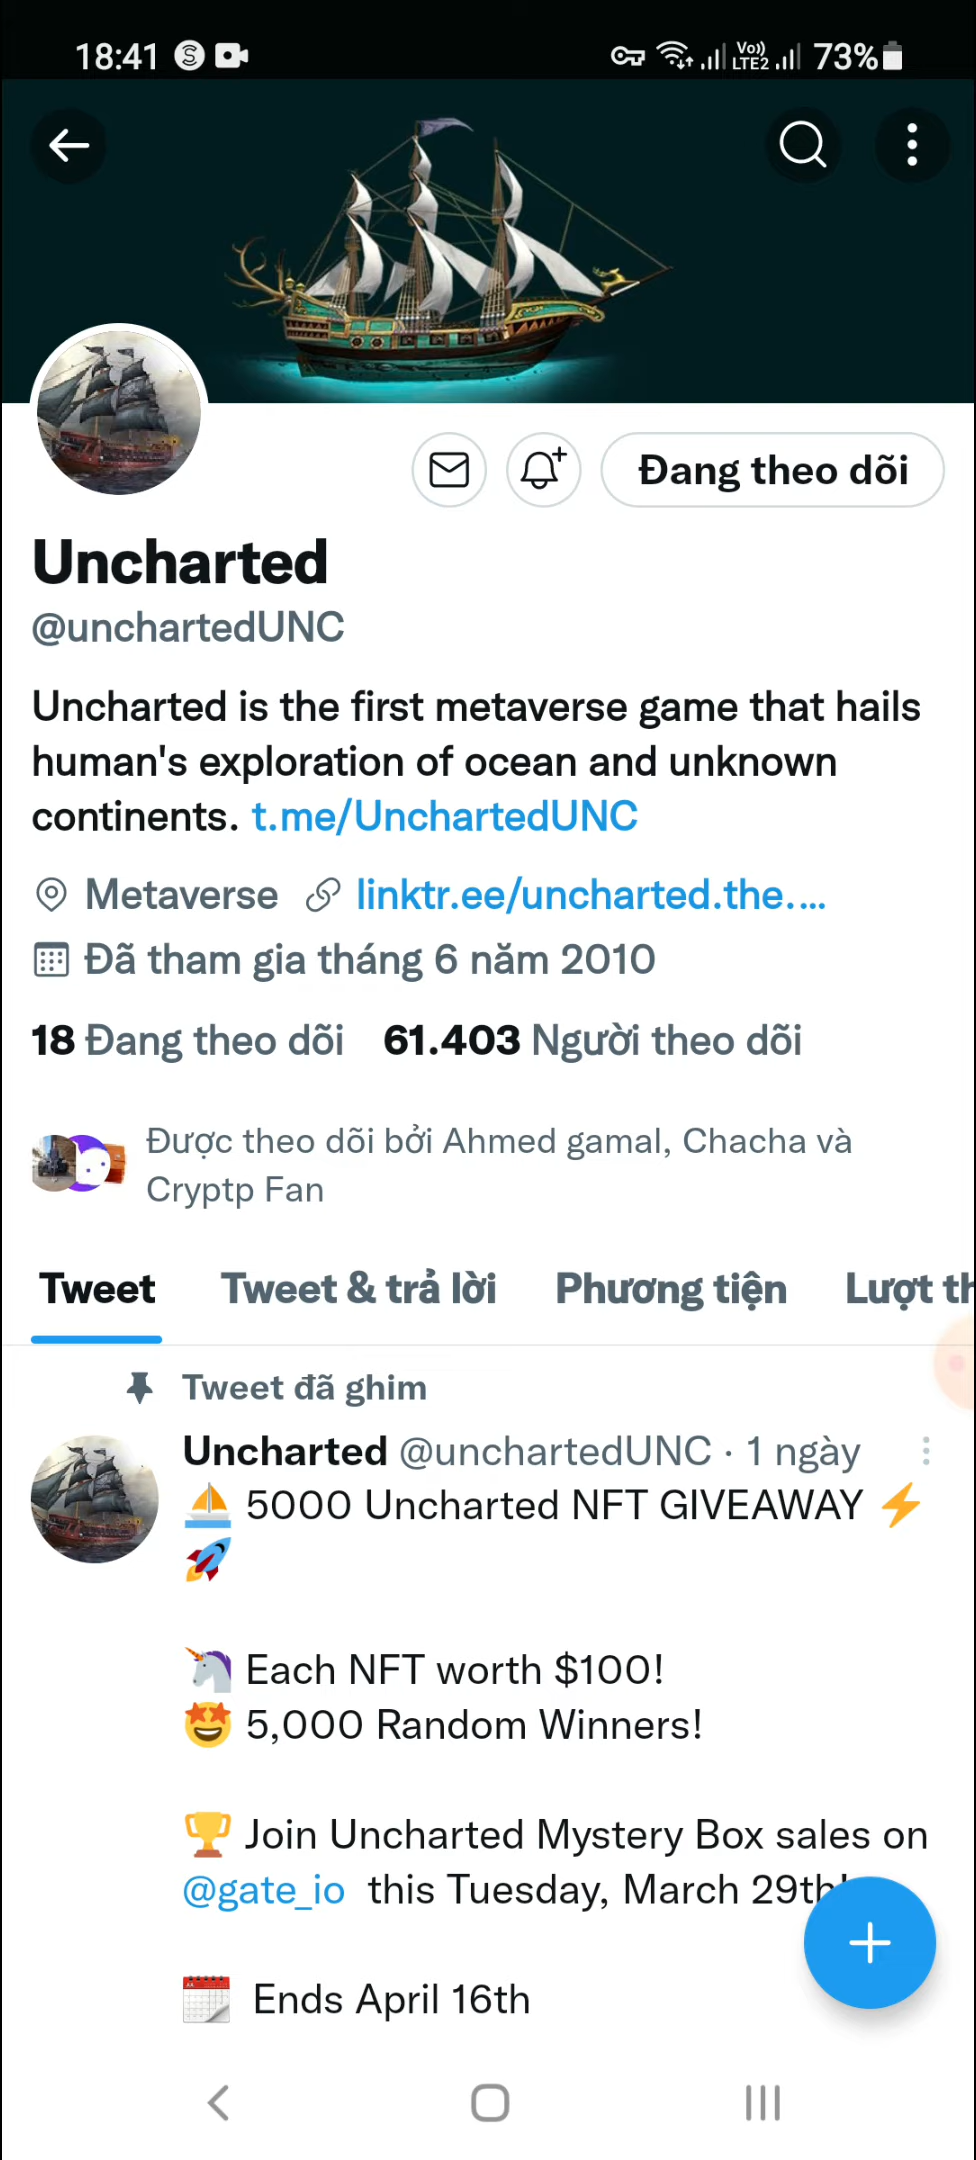 18:41
Vo))
LTE2
73%
Đang theo dõi
Uncharted
@unchartedUNC
Uncharted is the first metaverse game that hails
human's exploration of ocean and unknown
continents. t.me/UnchartedUNC
Metaverse linktr.ee/uncharted.the....
Đã tham gia tháng 6 năm 2010
18 Đang theo dõi 61.403 Người theo dõi
Được theo dõi bởi Ahmed gamal, Chacha và
Cryptp Fan
Tweet Tweet & trả lời Phương tiện Lượt th
Tweet đã ghim
Uncharted @unchartedUNC · 1 ngày
⛵ 5000 Uncharted NFT GIVEAWAY ⚡
🚀
🦄 Each NFT worth $100!
🤩 5,000 Random Winners!
🏆 Join Uncharted Mystery Box sales on
@gate_io this Tuesday, March 29th!
📆 Ends April 16th